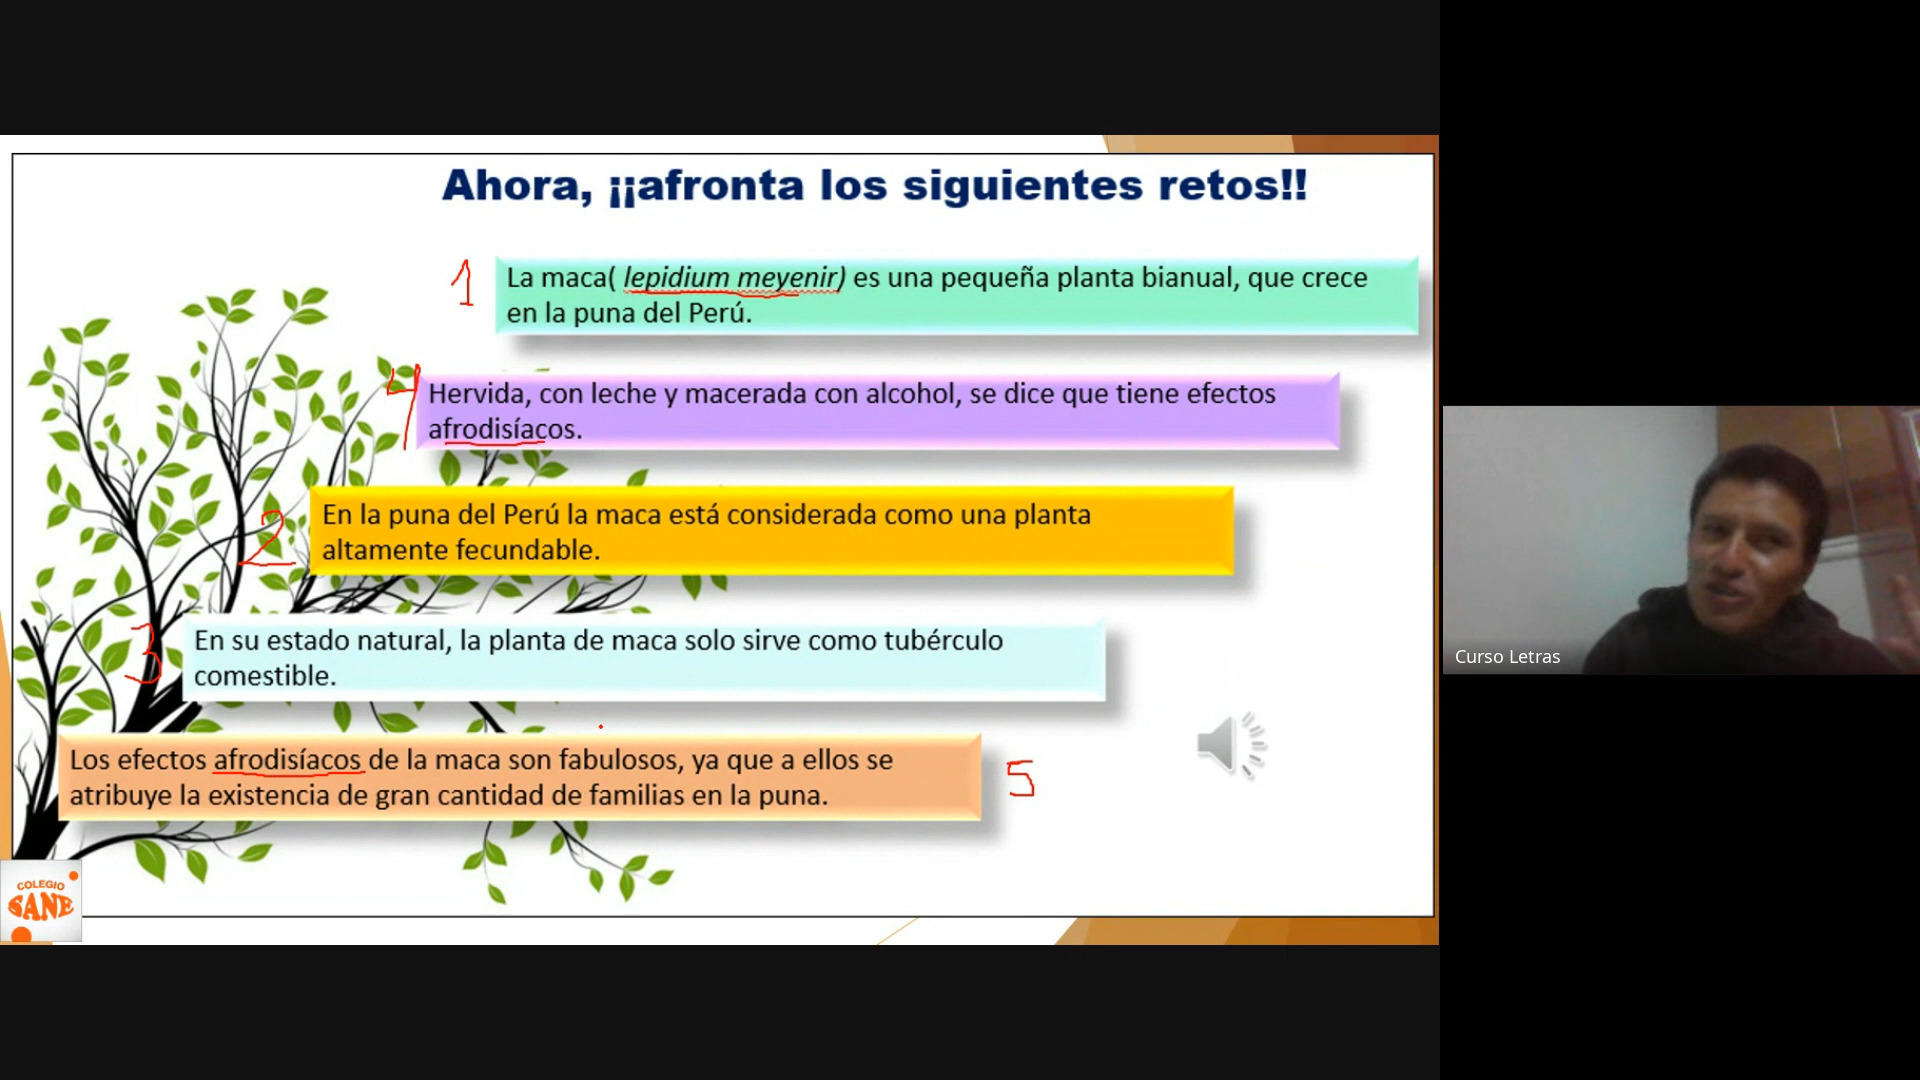 Ahora, ¡¡afronta los siguientes retos!!
1
La maca( lepidium meyenir) es una pequeña planta bianual, que crece
en la puna del Perú.
4
Hervida, con leche y macerada con alcohol, se dice que tiene efectos
afrodisíacos.
2
En la puna del Perú la maca está considerada como una planta
altamente fecundable.
3
En su estado natural, la planta de maca solo sirve como tubérculo
comestible.
Los efectos afrodisíacos de la maca son fabulosos, ya que a ellos se
atribuye la existencia de gran cantidad de familias en la puna.
5
COLEGIO
SANE
Curso Letras